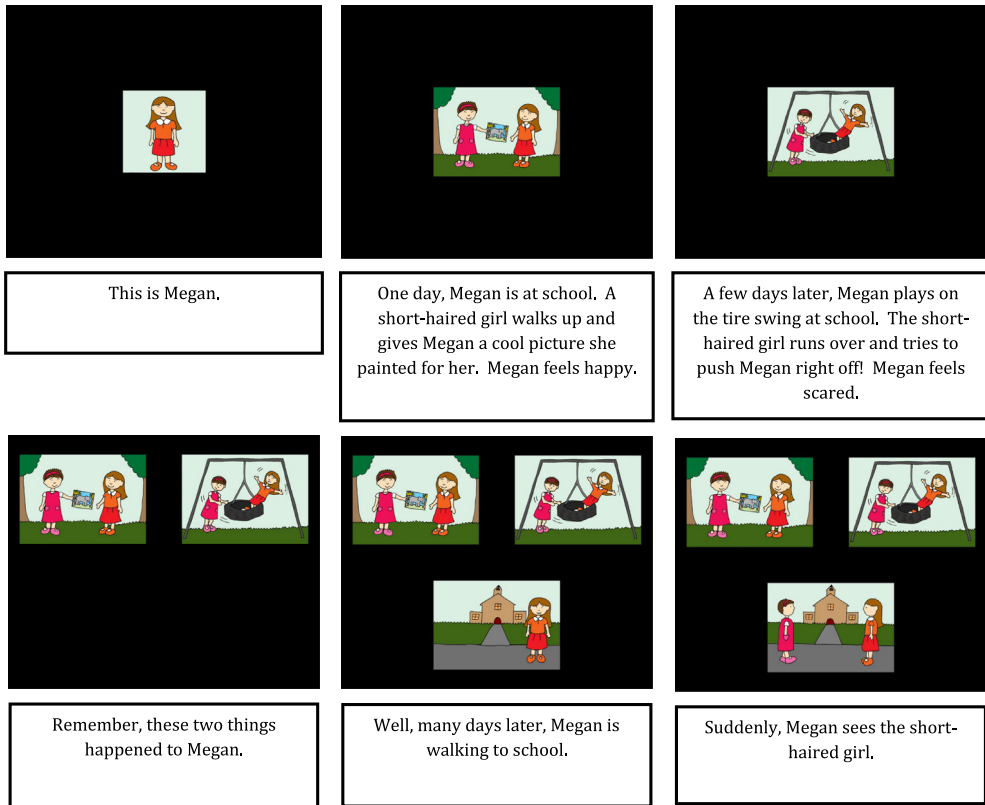 This is Megan.
One day, Megan is at school.  A
short-haired girl walks up and
gives Megan a cool picture she
painted for her.  Megan feels happy.
A few days later, Megan plays on
the tire swing at school.  The short-
haired girl runs over and tries to
push Megan right off!  Megan feels
scared.
Remember, these two things
happened to Megan.
Well, many days later, Megan is
walking to school.
Suddenly, Megan sees the short-
haired girl.